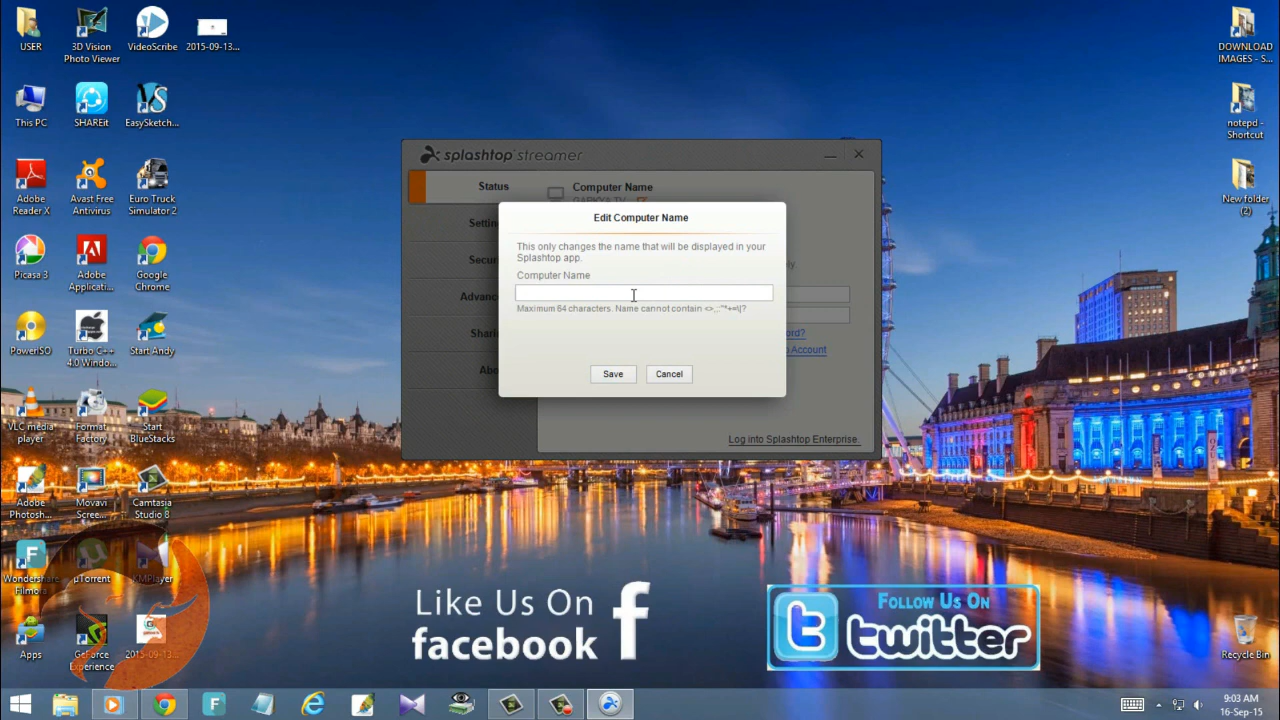 USER
3D Vision
Photo Viewer
VideoScribe
2015-09-13...
This PC
SHAREit
EasySketch...
Adobe
Reader X
Avast Free
Antivirus
Euro Truck
Simulator 2
Picasa 3
Adobe
Applicati...
Google
Chrome
PowerISO
Turbo C++
4.0 Windo...
Start Andy
VLC media
player
Format
Factory
Start
BlueStacks
Adobe
Photosh...
Movavi
Scree...
Camtasia
Studio 8
Wondershare
Filmora
µTorrent
KMPlayer
Apps
GeForce
Experience
2015-09-13...
splashtop streamer
Status
Computer Name
Edit Computer Name
This only changes the name that will be displayed in your
Splashtop app.
Computer Name
Maximum 64 characters. Name cannot contain <>,;:"*+=\|?
Save
Cancel
Account
Log into Splashtop Enterprise.
Like Us On
facebook
f
Follow Us On
t
twitter
DOWNLOAD
IMAGES - S...
notepd -
Shortcut
New folder
(2)
Recycle Bin
9:03 AM
16-Sep-15